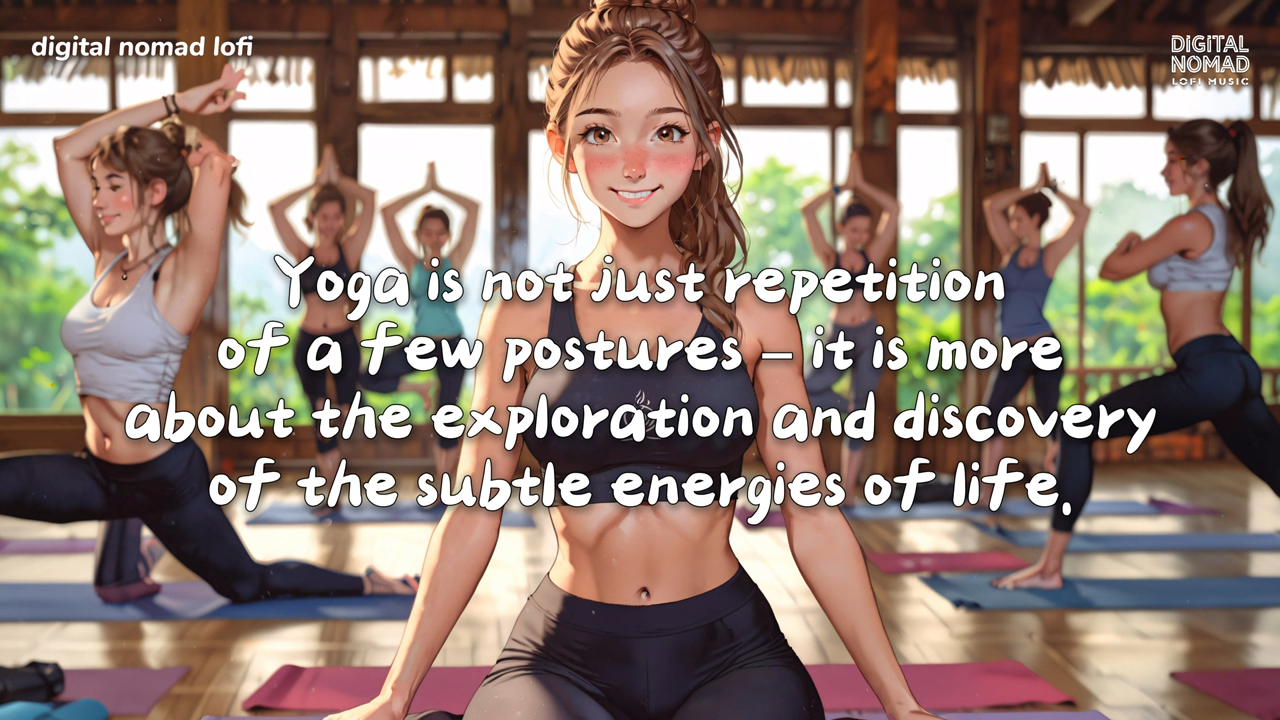 digital nomad lofi
DIGITAL
NOMAD
LOFI MUSIC
Yoga is not just repetition
of a few postures – it is more
about the exploration and discovery
of the subtle energies of life.